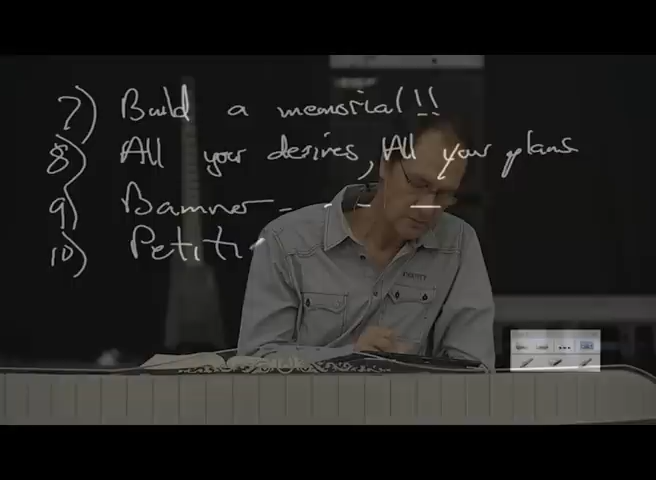 7) Build a memorial!!
8) All your desires, All your plans
9) Banner - - - —
10) Petiti